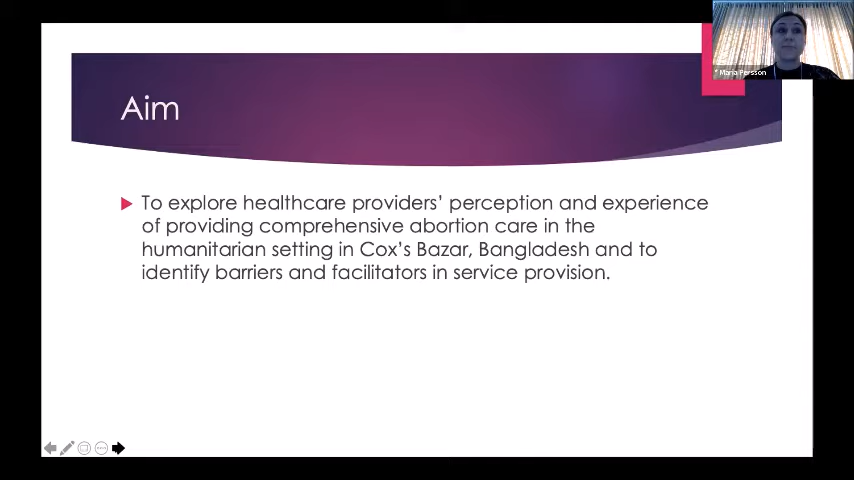 Maria Persson
Aim
To explore healthcare providers' perception and experience
of providing comprehensive abortion care in the
humanitarian setting in Cox's Bazar, Bangladesh and to
identify barriers and facilitators in service provision.